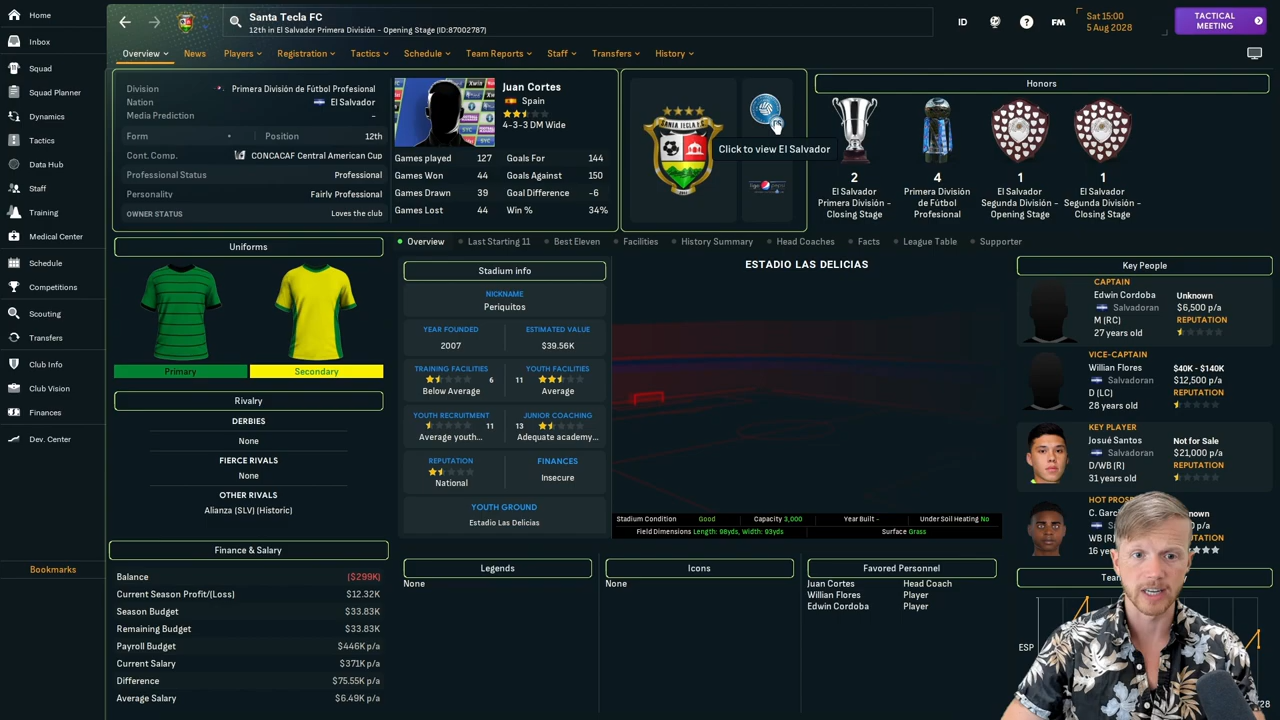 Home
Inbox
Squad
Squad Planner
Dynamics
Tactics
Data Hub
Staff
Training
Medical Center
Schedule
Competitions
Scouting
Transfers
Club Info
Club Vision
Finances
Dev. Center
Bookmarks
Santa Tecla FC
12th in El Salvador Primera División - Opening Stage (ID:87002787)
ID
?
FM
Sat 15:00
5 Aug 2028
TACTICAL
MEETING
Overview
News
Players
Registration
Tactics
Schedule
Team Reports
Staff
Transfers
History
Division Primera División de Fútbol Profesional
Nation El Salvador
Media Prediction -
Form - Position 12th
Cont. Comp. CONCACAF Central American Cup
Professional Status Professional
Personality Fairly Professional
OWNER STATUS Loves the club
Juan Cortes
Spain
4-3-3 DM Wide
Games played 127 Goals For 144
Games Won 44 Goals Against 150
Games Drawn 39 Goal Difference -6
Games Lost 44 Win % 34%
SANTA TECLA F.C.
Click to view El Salvador
pepsi
Honors
2
El Salvador
Primera División -
Closing Stage
4
Primera División
de Fútbol
Profesional
1
El Salvador
Segunda División -
Opening Stage
1
El Salvador
Segunda División -
Closing Stage
Uniforms
Primary
Secondary
Rivalry
DERBIES
None
FIERCE RIVALS
None
OTHER RIVALS
Alianza (SLV) (Historic)
Finance & Salary
Balance ($299K)
Current Season Profit/(Loss) $12.32K
Season Budget $33.83K
Remaining Budget $33.83K
Payroll Budget $446K p/a
Current Salary $371K p/a
Difference $75.55K p/a
Average Salary $6.49K p/a
Overview
Last Starting 11
Best Eleven
Facilities
History Summary
Head Coaches
Facts
League Table
Supporter
Stadium info
NICKNAME
Periquitos
YEAR FOUNDED ESTIMATED VALUE
2007 $39.56K
TRAINING FACILITIES YOUTH FACILITIES
6 11
Below Average Average
YOUTH RECRUITMENT JUNIOR COACHING
11 13
Average youth... Adequate academy...
REPUTATION FINANCES
National Insecure
YOUTH GROUND
Estadio Las Delicias
ESTADIO LAS DELICIAS
Stadium Condition Good Capacity 3,000 Year Built - Under Soil Heating No
Field Dimensions Length: 98yds, Width: 93yds Surface Grass
Legends
None
Icons
None
Favored Personnel
Juan Cortes Head Coach
Willian Flores Player
Edwin Cordoba Player
Key People
CAPTAIN
Edwin Cordoba Unknown
Salvadoran $6,500 p/a
M (RC) REPUTATION
27 years old
VICE-CAPTAIN
Willian Flores $40K - $140K
Salvadoran $12,500 p/a
D (LC) REPUTATION
28 years old
KEY PLAYER
Josué Santos Not for Sale
Salvadoran $21,000 p/a
D/WB (R) REPUTATION
31 years old
ESP